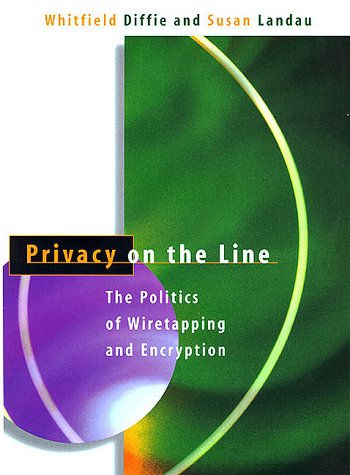 Whitfield Diffie and Susan Landau
Privacy on the Line
The Politics
of Wiretapping
and Encryption